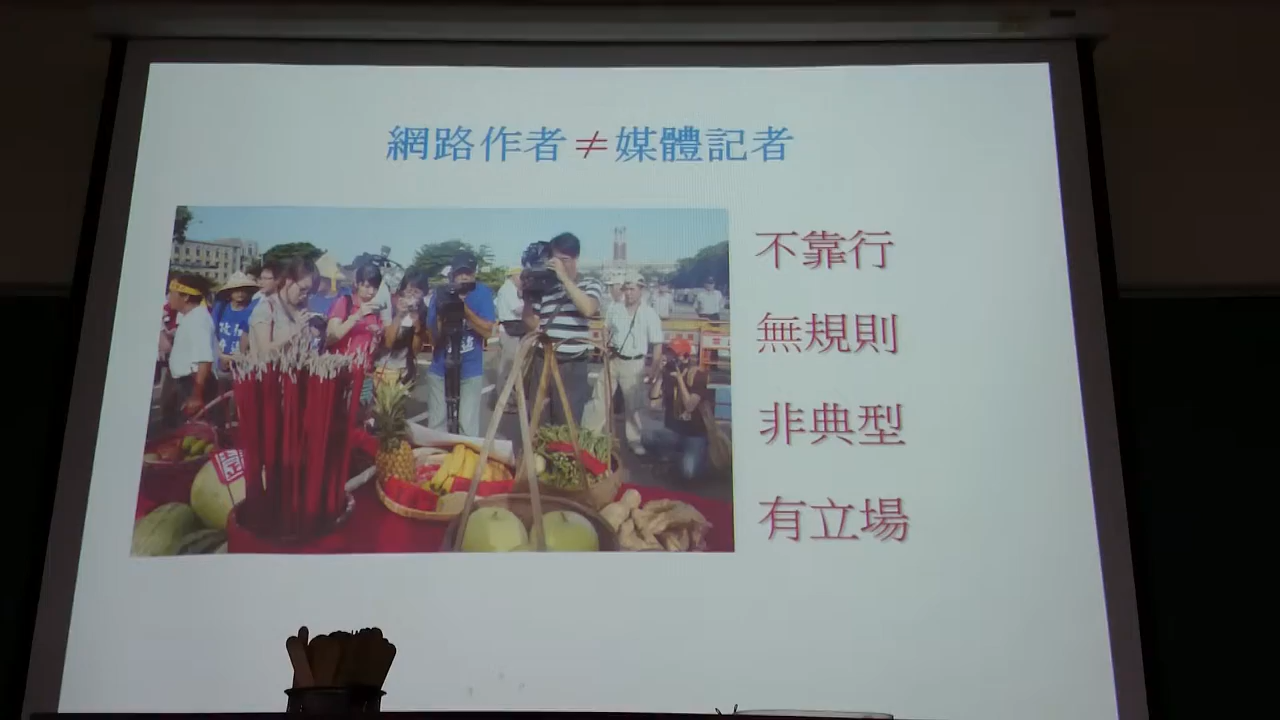 網路作者≠媒體記者
不靠行
無規則
非典型
有立場